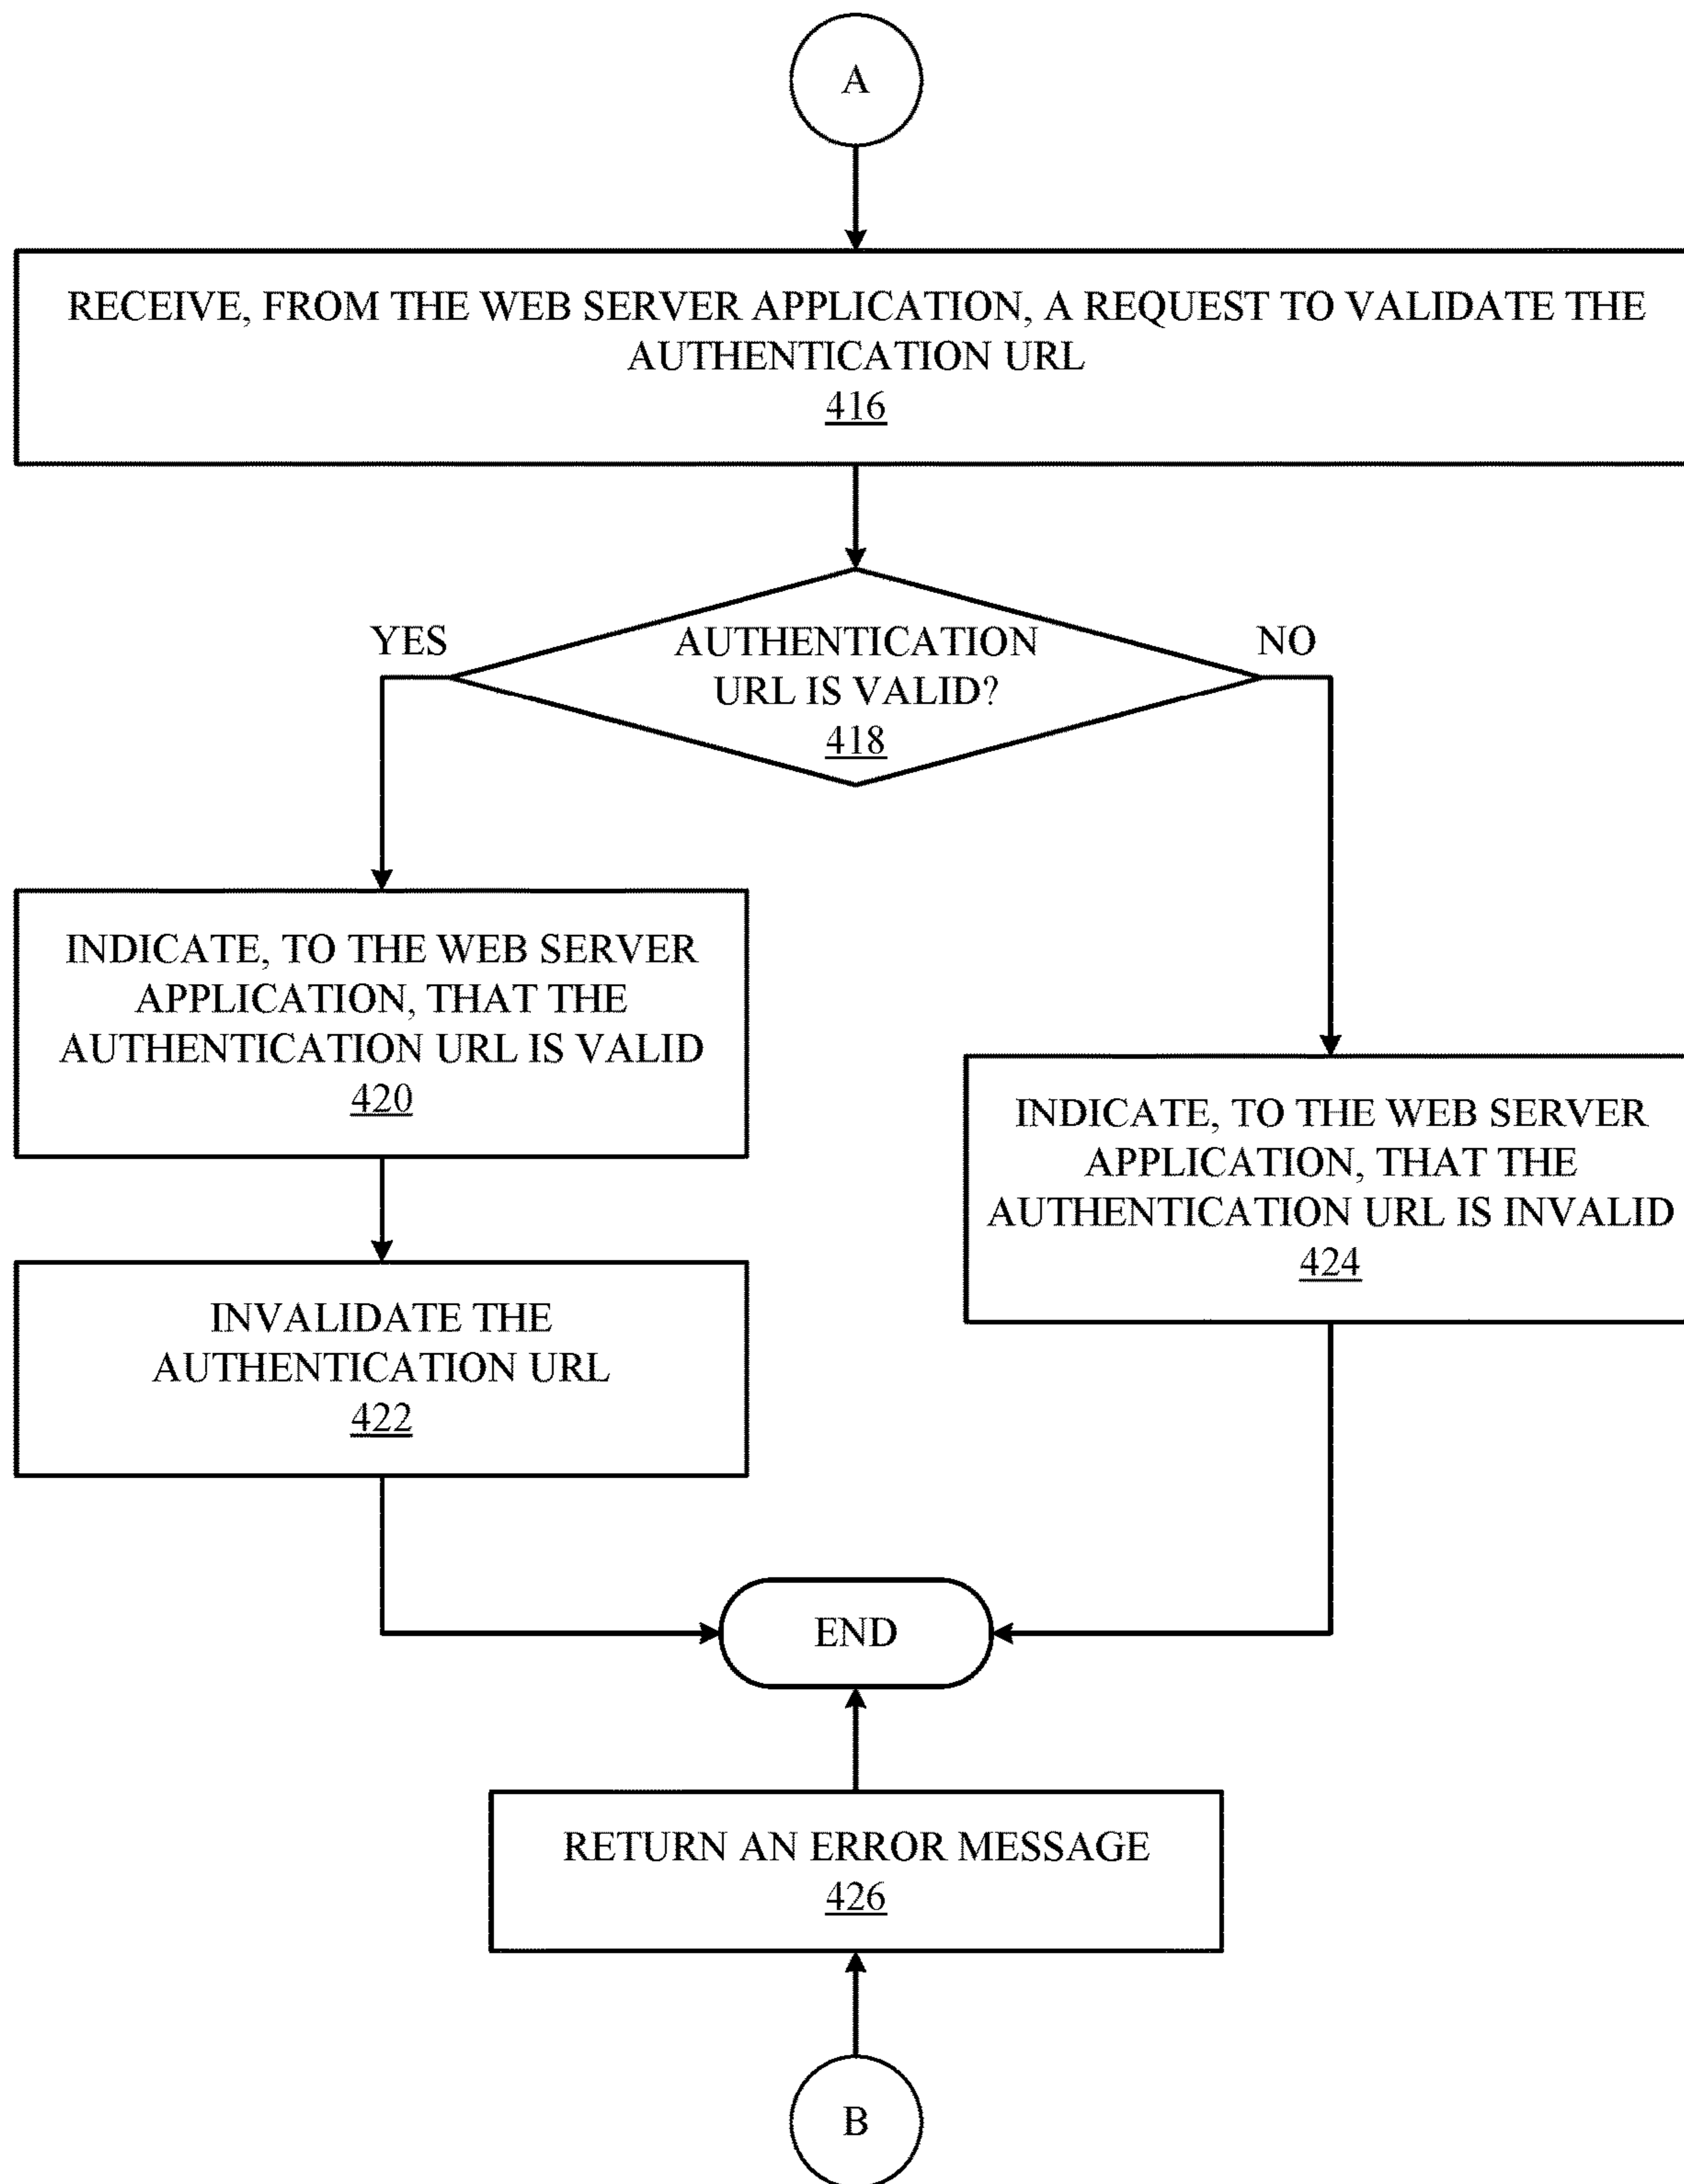 A
RECEIVE, FROM THE WEB SERVER APPLICATION, A REQUEST TO VALIDATE THE
AUTHENTICATION URL
416
YES
AUTHENTICATION
URL IS VALID?
418
NO
INDICATE, TO THE WEB SERVER
APPLICATION, THAT THE
AUTHENTICATION URL IS VALID
420
INVALIDATE THE
AUTHENTICATION URL
422
INDICATE, TO THE WEB SERVER
APPLICATION, THAT THE
AUTHENTICATION URL IS INVALID
424
END
RETURN AN ERROR MESSAGE
426
B